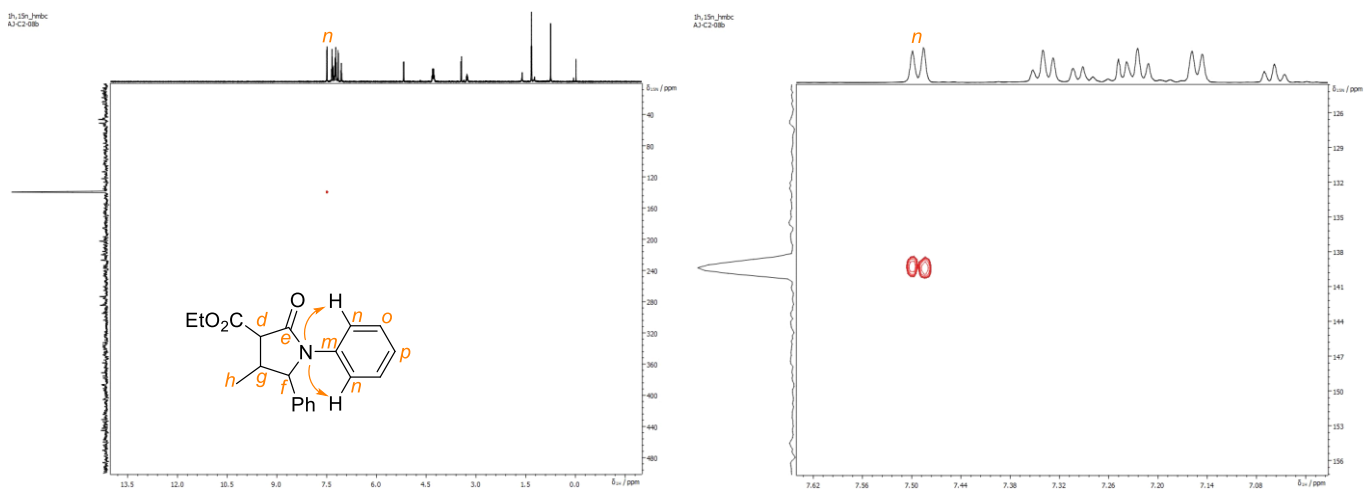 1h,15n_hmbc
AJ-C2-08b
n
δ15N / ppm
40
80
120
160
200
240
280
320
360
400
440
480
13.5
12.0
10.5
9.0
7.5
6.0
4.5
3.0
1.5
0.0
δ1H / ppm
EtO2C
d
O
e
N
m
H
n
o
p
n
H
h
g
f
Ph
1h,15n_hmbc
AJ-C2-08b
n
δ15N / ppm
126
129
132
135
138
141
144
147
150
153
156
7.62
7.56
7.50
7.44
7.38
7.32
7.26
7.20
7.14
7.08
δ1H / ppm